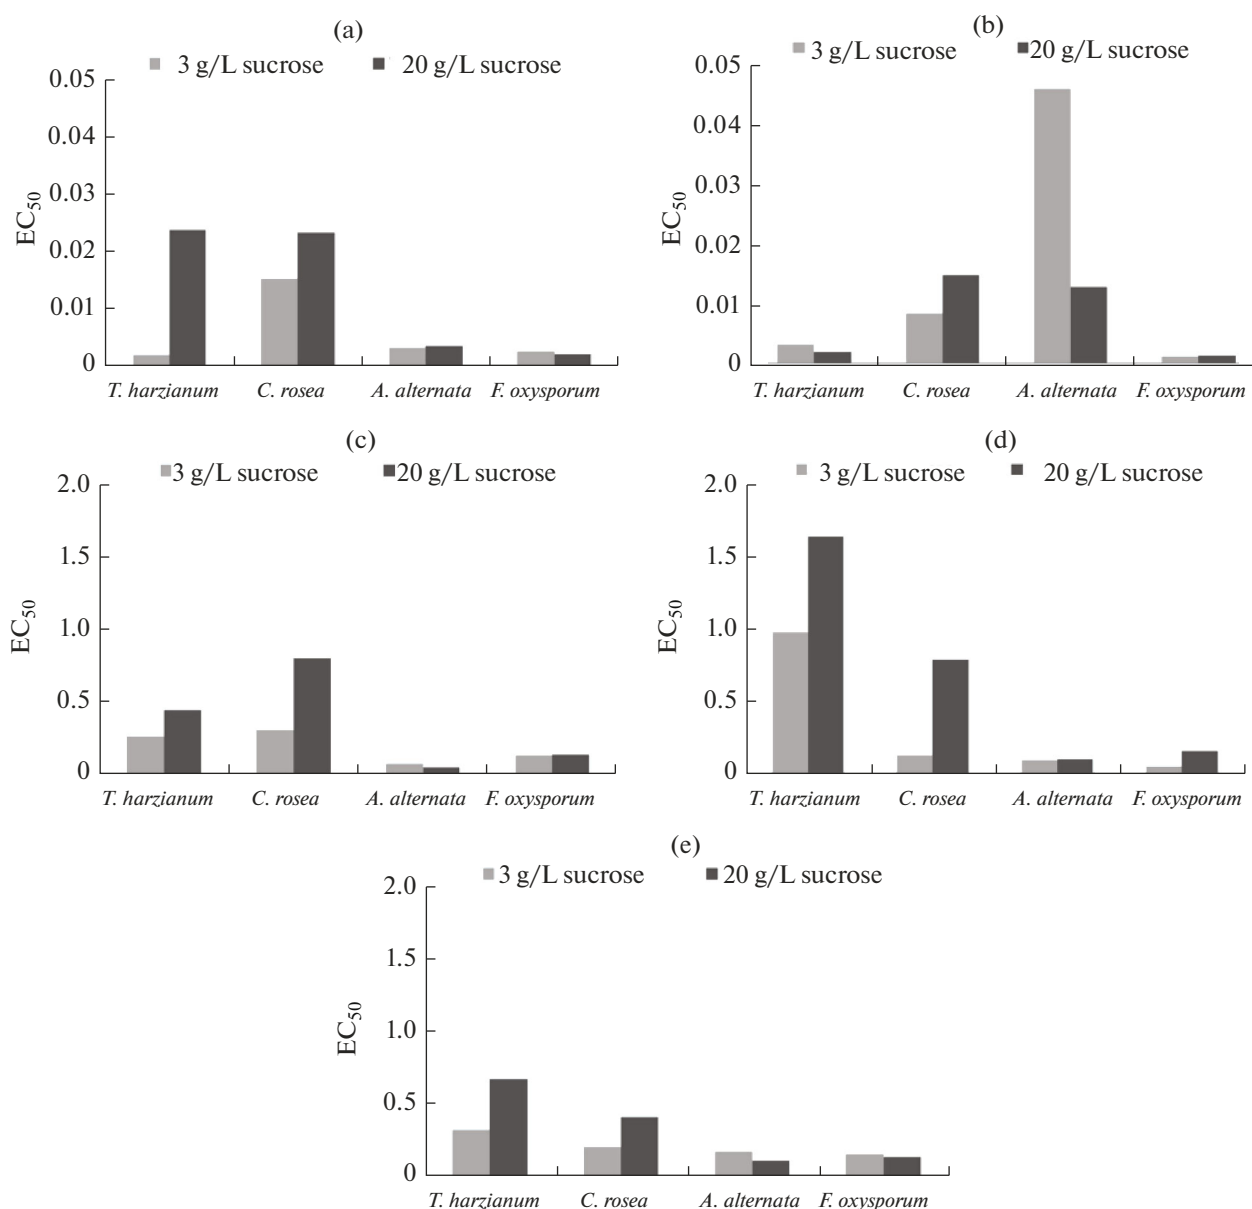 (a)
3 g/L sucrose 20 g/L sucrose
0.05
0.04
0.03
0.02
0.01
0
EC50
T. harzianum C. rosea A. alternata F. oxysporum
(b)
3 g/L sucrose 20 g/L sucrose
0.05
0.04
0.03
0.02
0.01
0
EC50
T. harzianum C. rosea A. alternata F. oxysporum
(c)
3 g/L sucrose 20 g/L sucrose
2.0
1.5
1.0
0.5
0
EC50
T. harzianum C. rosea A. alternata F. oxysporum
(d)
3 g/L sucrose 20 g/L sucrose
2.0
1.5
1.0
0.5
0
EC50
T. harzianum C. rosea A. alternata F. oxysporum
(e)
3 g/L sucrose 20 g/L sucrose
2.0
1.5
1.0
0.5
0
EC50
T. harzianum C. rosea A. alternata F. oxysporum